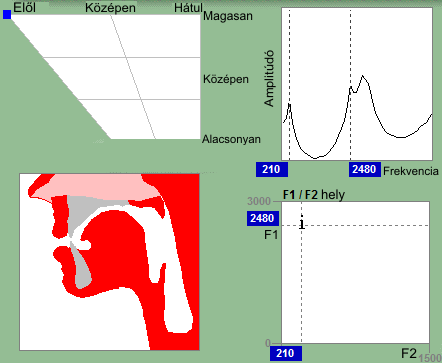 Elől Középen Hátul
Magasan
Középen
Alacsonyan
Amplitúdó
210 2480 Frekvencia
F1 / F2 hely
3000
2480
F1
1
0
210
F2
1500